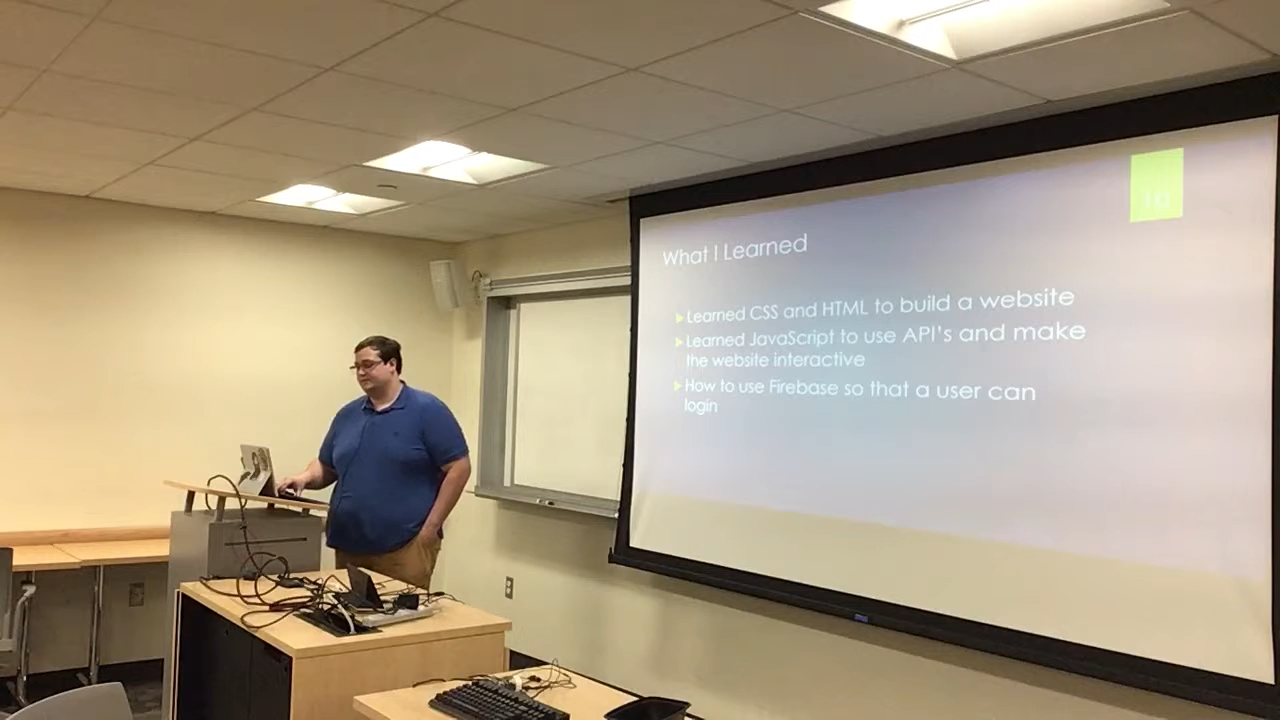 10
What I Learned
Learned CSS and HTML to build a website
Learned JavaScript to use API's and make
the website interactive
How to use Firebase so that a user can
login